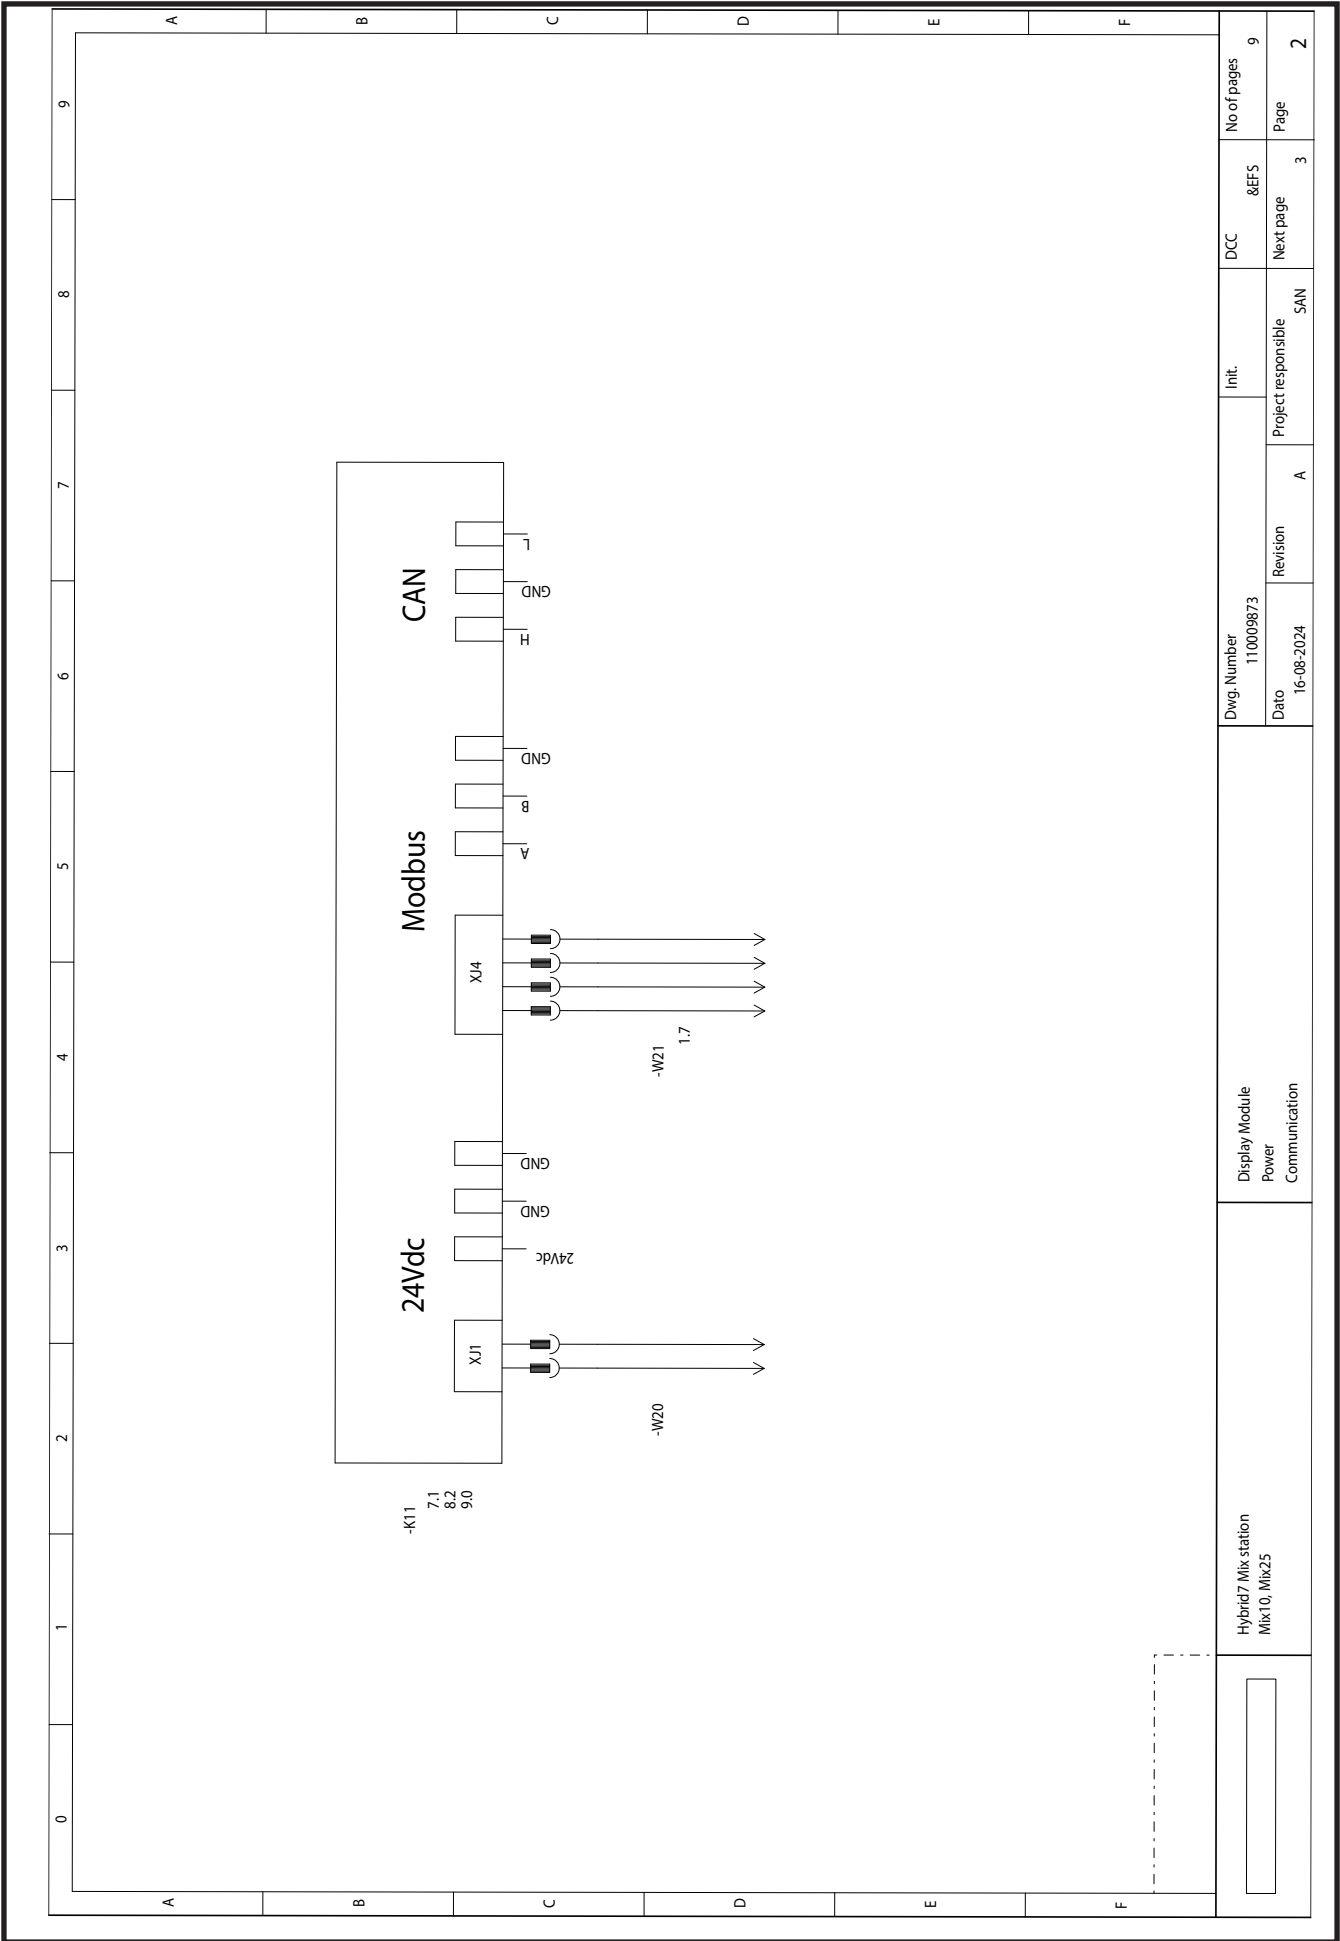 0 1 2 3 4 5 6 7 8 9
A
A
B
B
C
C
D
D
E
E
F
F
-K11
7.1
8.2
9.0
24Vdc
Modbus
CAN
XJ1
24Vdc
GND
GND
XJ4
A
B
GND
H
GND
L
-W20
-W21
1.7
Hybrid7 Mix station
Mix10, Mix25
Display Module
Power
Communication
Dwg. Number
110009873
Init.
DCC
&EFS
No of pages
9
Dato
16-08-2024
Revision
A
Project responsible
SAN
Next page
3
Page
2